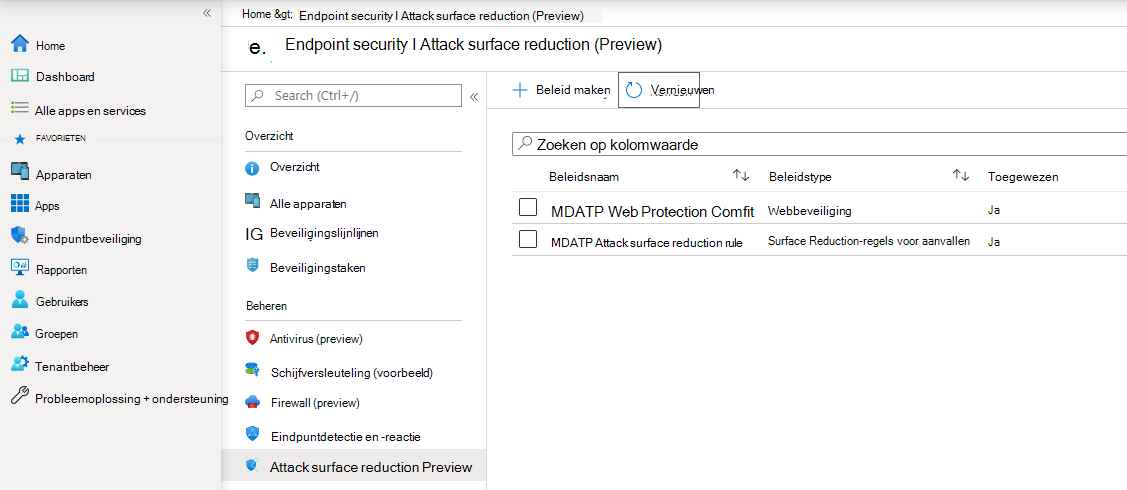 Home &gt; Endpoint security I Attack surface reduction (Preview)
e. Endpoint security I Attack surface reduction (Preview)
Home
Dashboard
Alle apps en services
FAVORIETEN
Apparaten
Apps
Eindpuntbeveiliging
Rapporten
Gebruikers
Groepen
Tenantbeheer
Probleemoplossing + ondersteuning
Search (Ctrl+/)
Overzicht
Overzicht
Alle apparaten
IG Beveiligingslijnlijnen
Beveiligingstaken
Beheren
Antivirus (preview)
Schijfversleuteling (voorbeeld)
Firewall (preview)
Eindpuntdetectie en -reactie
Attack surface reduction Preview
Beleid maken Vernieuwen
Zoeken op kolomwaarde
Beleidsnaam Beleidstype Toegewezen
MDATP Web Protection Comfit Webbeveiliging Ja
MDATP Attack surface reduction rule Surface Reduction-regels voor aanvallen Ja